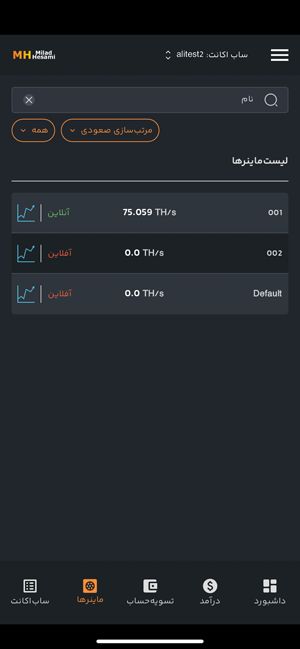 MH Milad
Hesami
ساب اکانت: alitest2
نام
مرتب‌سازی صعودی
همه
لیست ماینرها
001 75.059 TH/s آنلاین
002 0.0 TH/s آفلاین
Default 0.0 TH/s آفلاین
داشبورد
درآمد
تسویه‌حساب
ماینرها
ساب‌اکانت